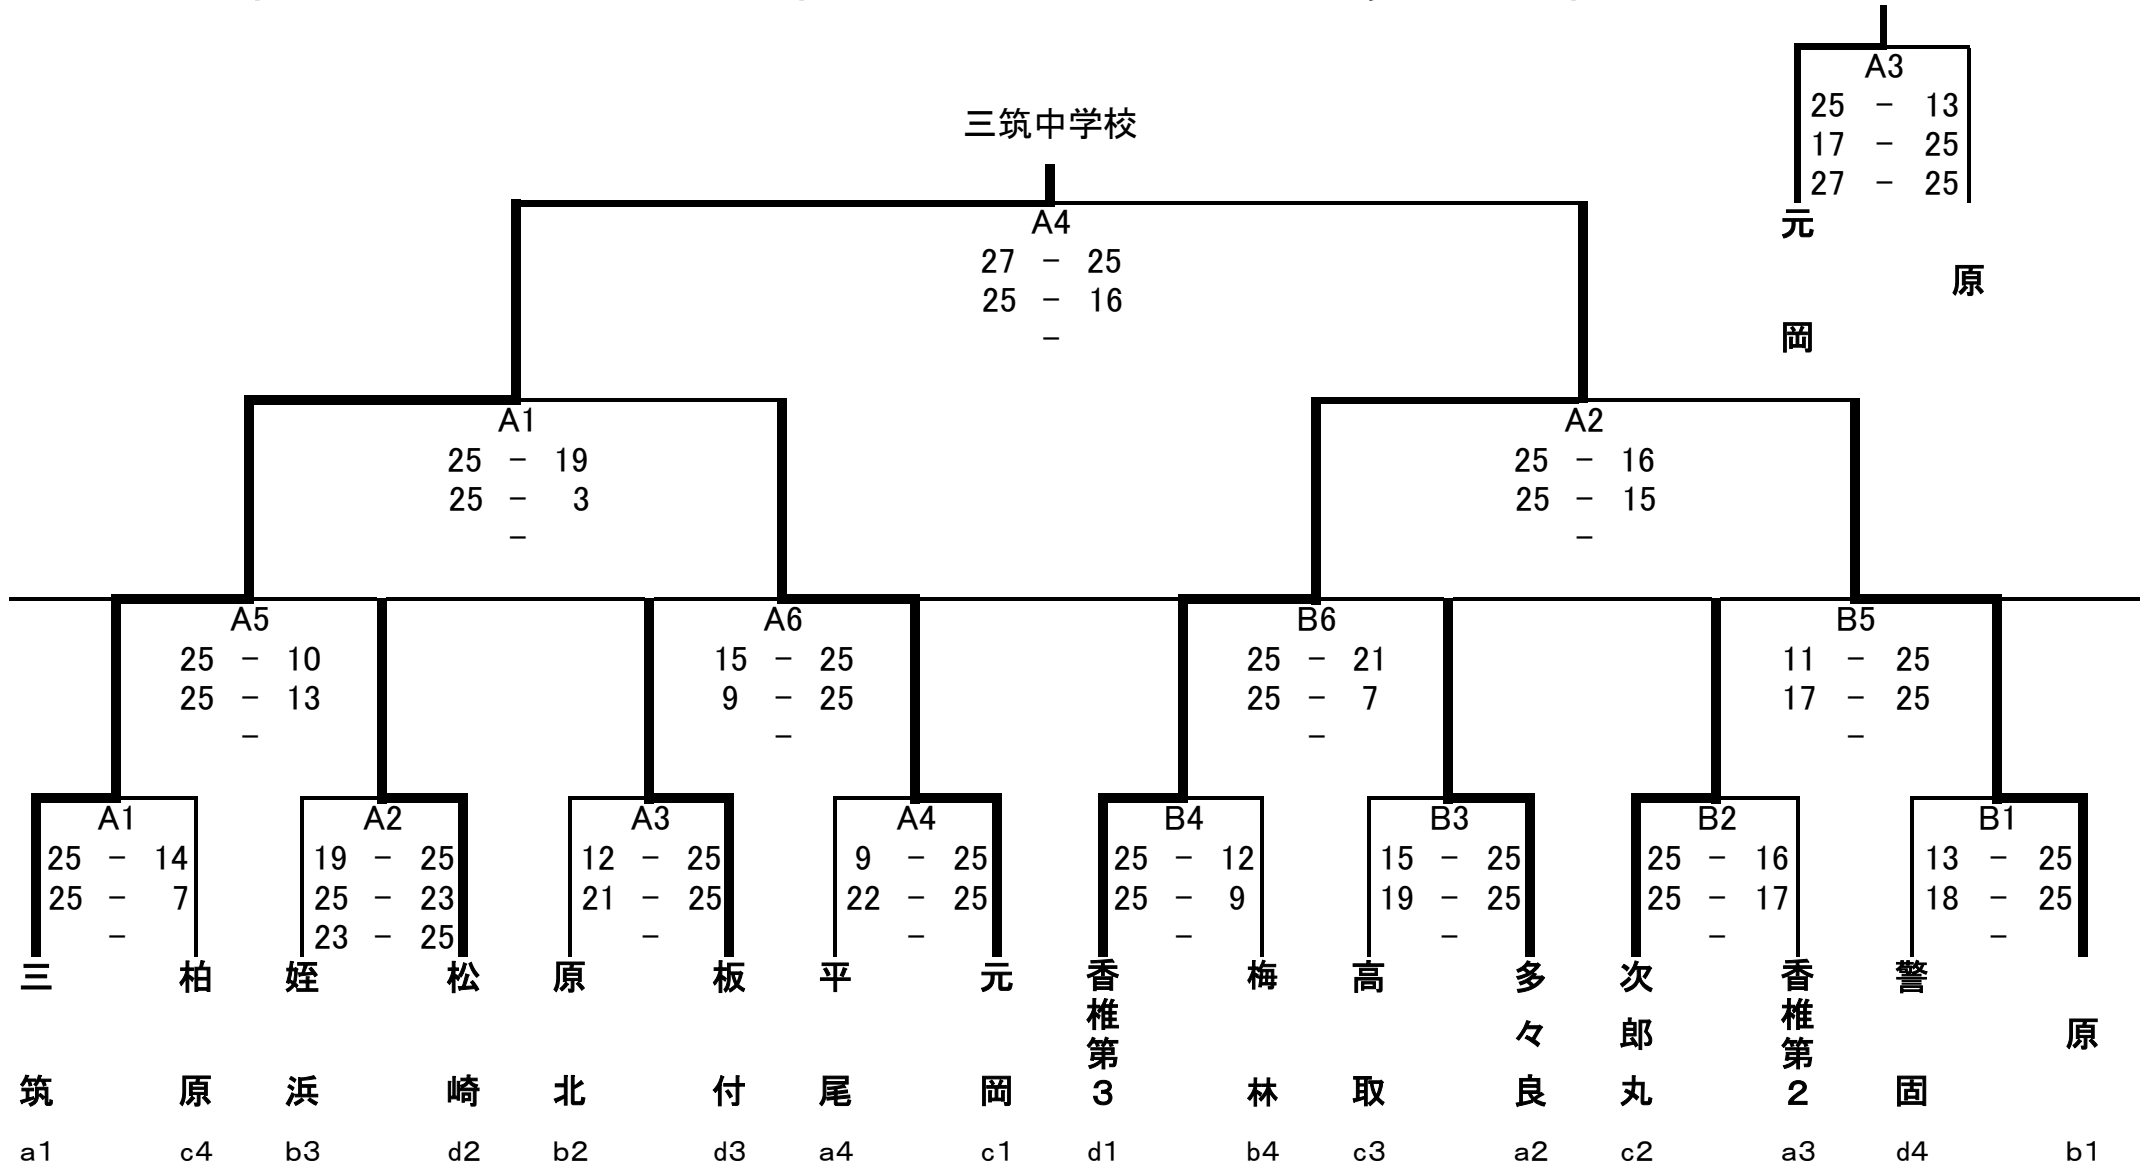 A3
25 - 13
17 - 25
27 - 25
元岡
原
三筑中学校
A4
27 - 25
25 - 16
-
A1
25 - 19
25 - 3
-
A2
25 - 16
25 - 15
-
A5
25 - 10
25 - 13
-
A6
15 - 25
9 - 25
-
B6
25 - 21
25 - 7
-
B5
11 - 25
17 - 25
-
A1
25 - 14
25 - 7
-
A2
19 - 25
25 - 23
23 - 25
A3
12 - 25
21 - 25
-
A4
9 - 25
22 - 25
-
B4
25 - 12
25 - 9
-
B3
15 - 25
19 - 25
-
B2
25 - 16
25 - 17
-
B1
13 - 25
18 - 25
-
三筑
柏原
姪浜
松崎
原北
板付
平尾
元岡
香椎第3
梅林
高取
多々良
次郎丸
香椎第2
警固
原
a1 c4 b3 d2 b2 d3 a4 c1 d1 b4 c3 a2 c2 a3 d4 b1